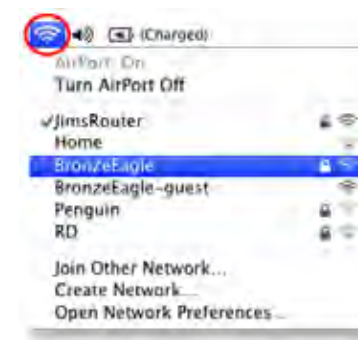 (Charged)
AirPort: On
Turn AirPort Off
✓JimsRouter
Home
BronzeEagle
BronzeEagle-guest
Penguin
RD
Join Other Network...
Create Network...
Open Network Preferences...